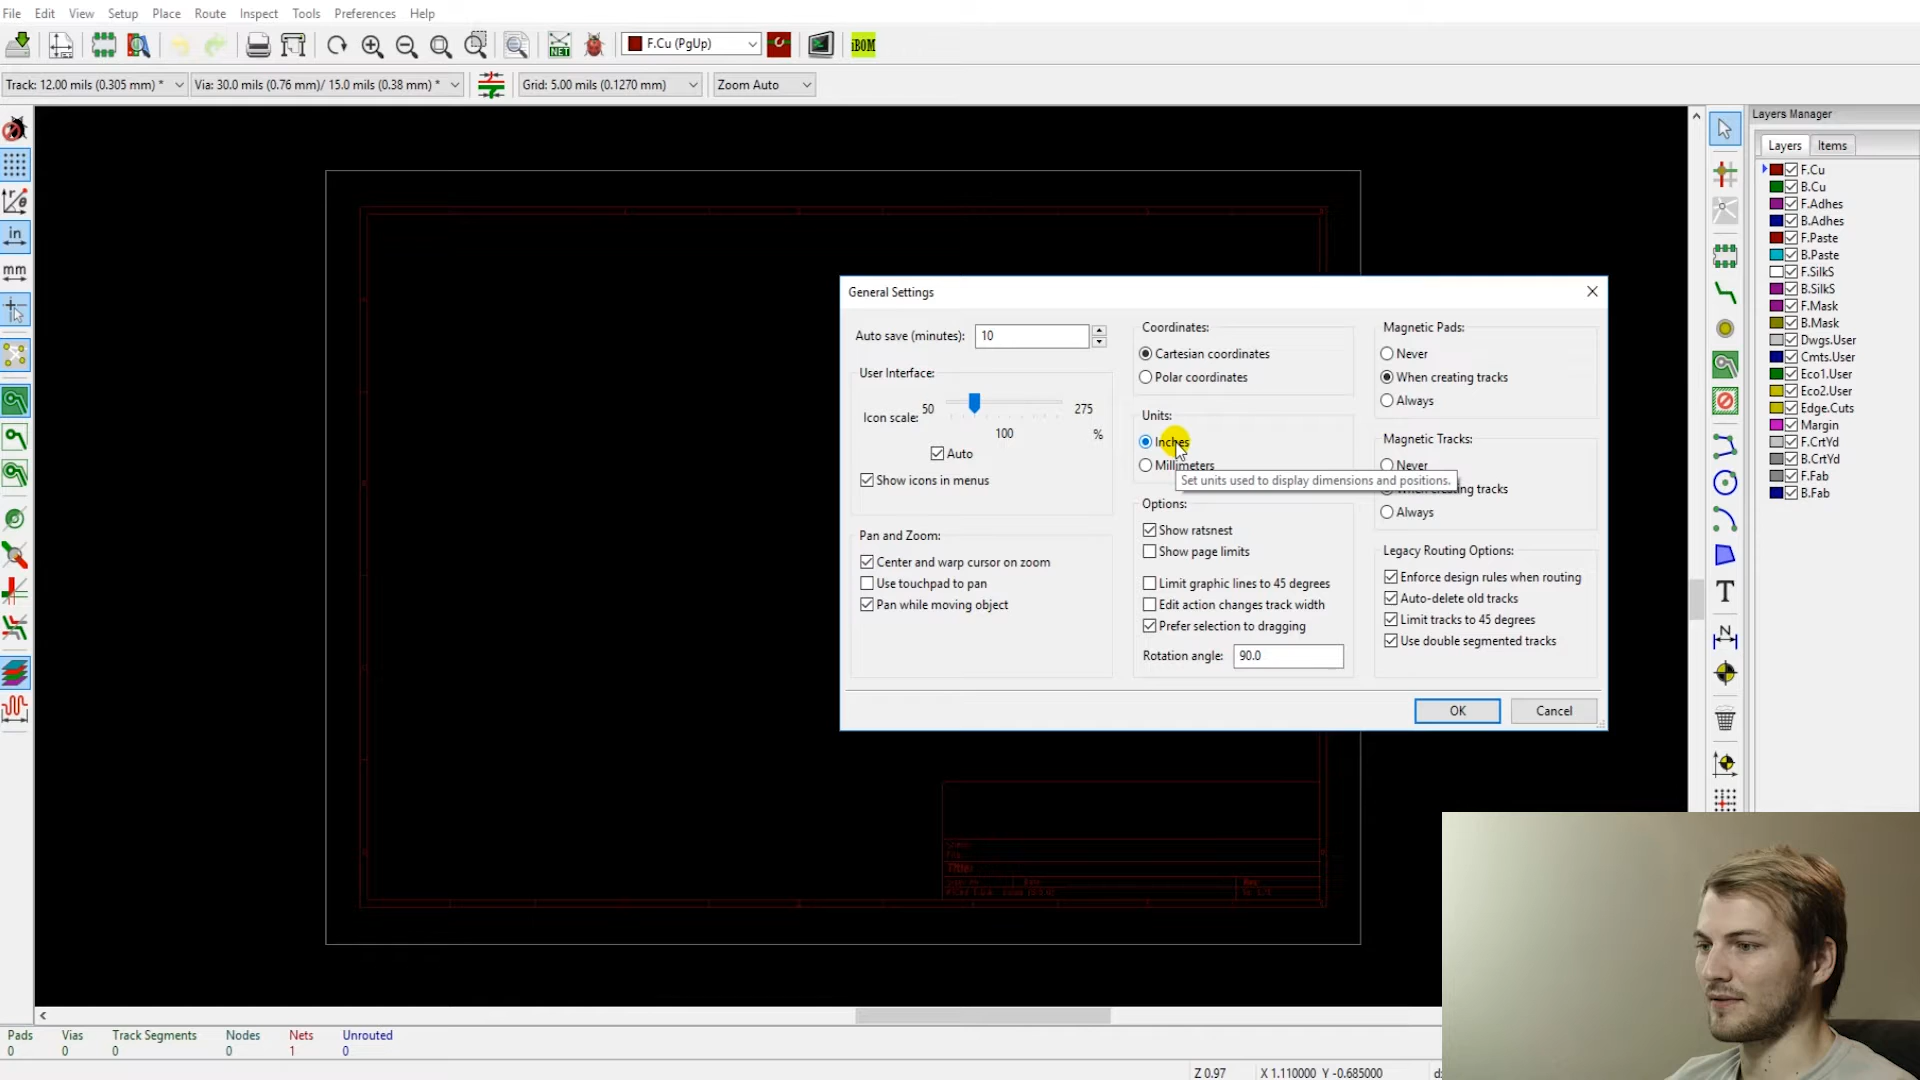 File Edit View Setup Place Route Inspect Tools Preferences Help
NET F.Cu (PgUp) iBOM
Track: 12.00 mils (0.305 mm) * Via: 30.0 mils (0.76 mm)/ 15.0 mils (0.38 mm) * Grid: 5.00 mils (0.1270 mm) Zoom Auto
in
mm
Layers Manager
Layers Items
F.Cu
B.Cu
F.Adhes
B.Adhes
F.Paste
B.Paste
F.SilkS
B.SilkS
F.Mask
B.Mask
Dwgs.User
Cmts.User
Eco1.User
Eco2.User
Edge.Cuts
Margin
F.CrtYd
B.CrtYd
F.Fab
B.Fab
General Settings
Auto save (minutes): 10
User Interface:
Icon scale: 50 275
100 %
Auto
Show icons in menus
Pan and Zoom:
Center and warp cursor on zoom
Use touchpad to pan
Pan while moving object
Coordinates:
Cartesian coordinates
Polar coordinates
Units:
Inches
Millimeters
Set units used to display dimensions and positions.
Options:
Show ratsnest
Show page limits
Limit graphic lines to 45 degrees
Edit action changes track width
Prefer selection to dragging
Rotation angle: 90.0
Magnetic Pads:
Never
When creating tracks
Always
Magnetic Tracks:
Never
When creating tracks
Always
Legacy Routing Options:
Enforce design rules when routing
Auto-delete old tracks
Limit tracks to 45 degrees
Use double segmented tracks
OK Cancel
Title:
Pads Vias Track Segments Nodes Nets Unrouted
0 0 0 0 1 0
Z 0.97 X 1.110000 Y -0.685000